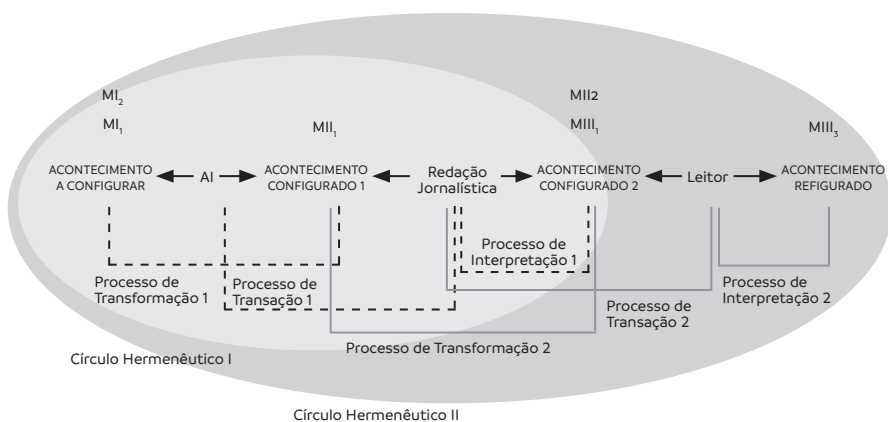 MI₂
MII2
MI₁
MII₁
MIII₁
MIII₃
ACONTECIMENTO
A CONFIGURAR
AI
ACONTECIMENTO
CONFIGURADO 1
Redação
Jornalística
ACONTECIMENTO
CONFIGURADO 2
Leitor
ACONTECIMENTO
REFIGURADO
Processo de
Interpretação 1
Processo de
Transformação 1
Processo de
Transação 1
Processo de
Interpretação 2
Processo de
Transação 2
Processo de Transformação 2
Círculo Hermenêutico I
Círculo Hermenêutico II